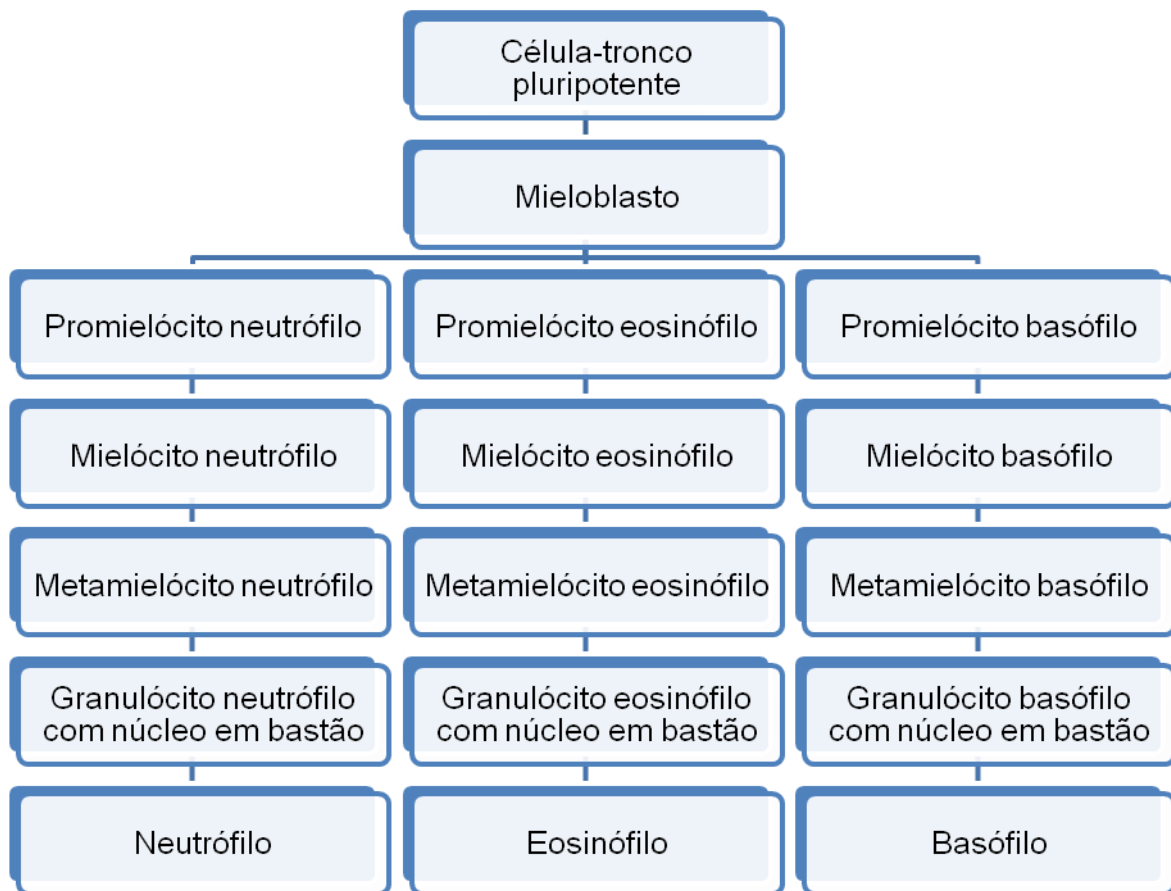 Célula-tronco
pluripotente
Mieloblasto
Promielócito neutrófilo
Promielócito eosinófilo
Promielócito basófilo
Mielócito neutrófilo
Mielócito eosinófilo
Mielócito basófilo
Metamielócito neutrófilo
Metamielócito eosinófilo
Metamielócito basófilo
Granulócito neutrófilo
com núcleo em bastão
Granulócito eosinófilo
com núcleo em bastão
Granulócito basófilo
com núcleo em bastão
Neutrófilo
Eosinófilo
Basófilo